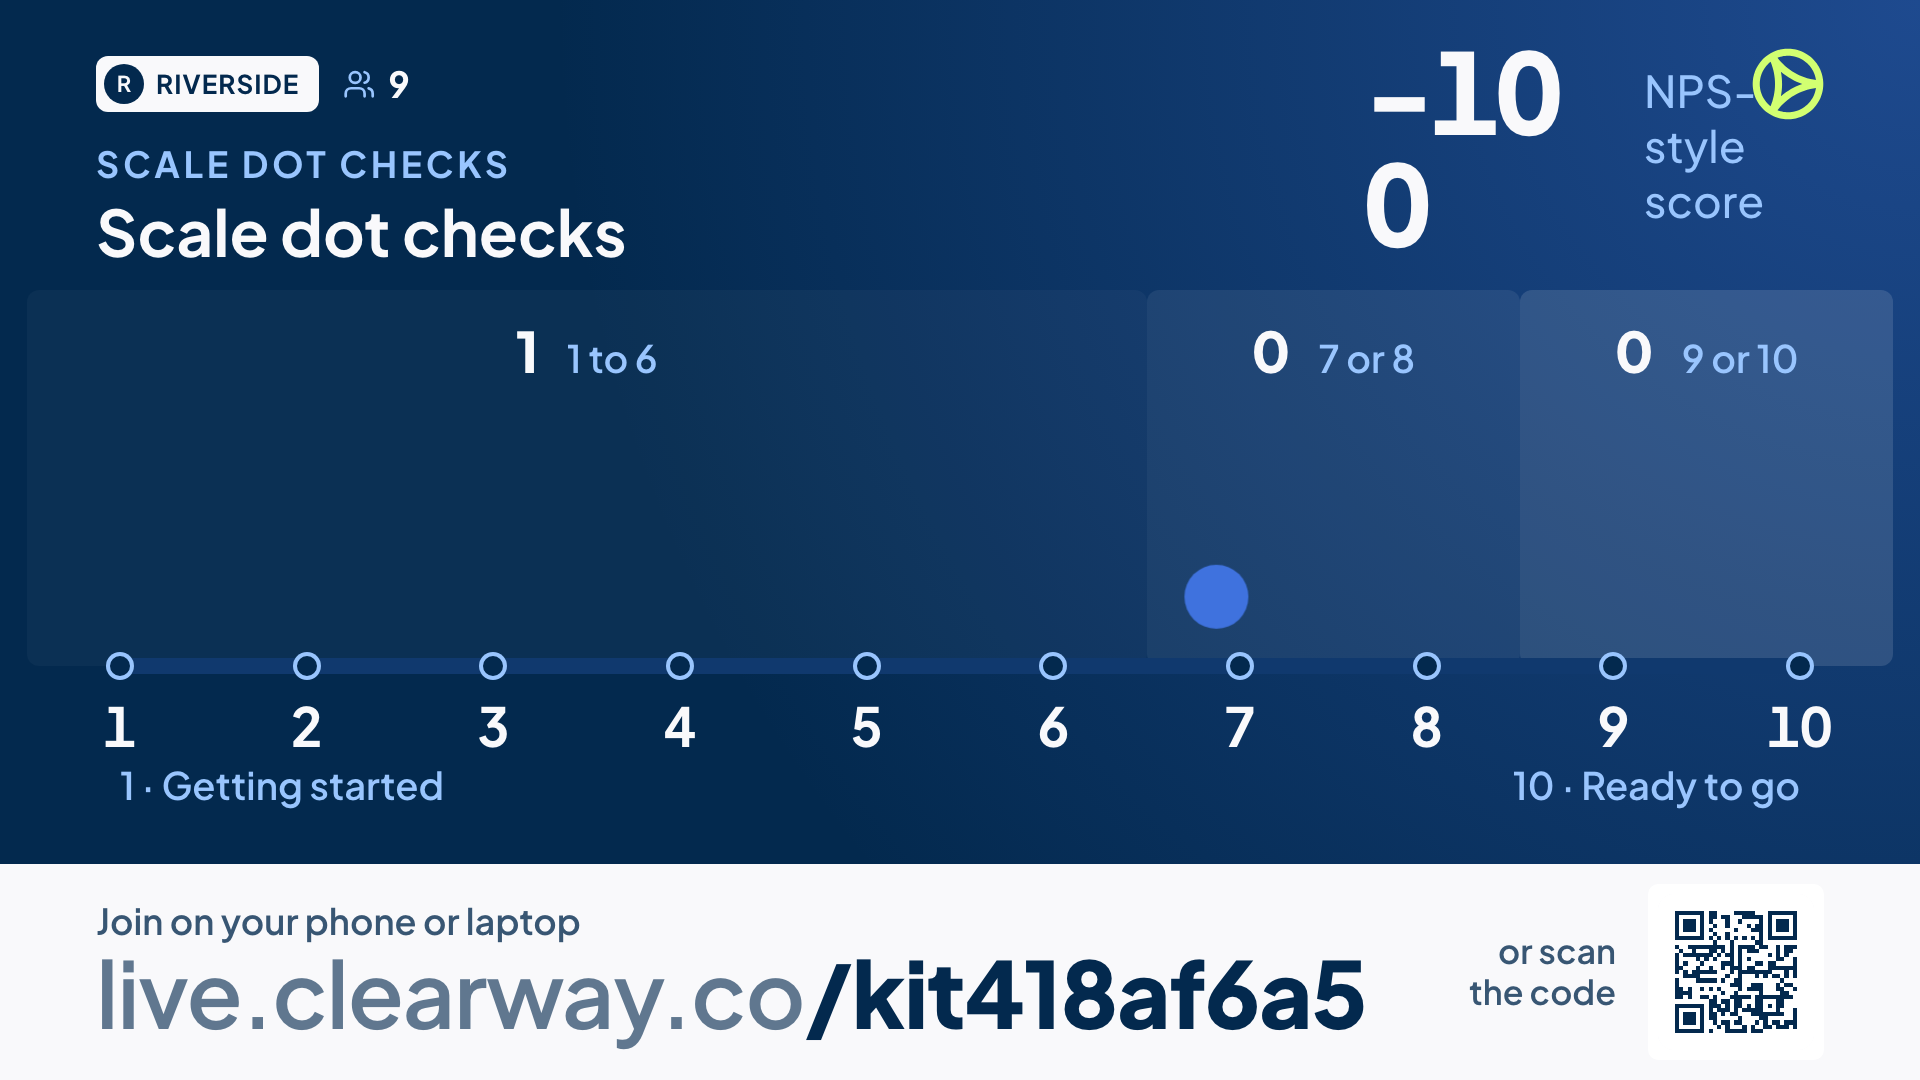 R RIVERSIDE 9
SCALE DOT CHECKS
Scale dot checks
–10
0
NPS-
style
score
1 1 to 6
0 7 or 8
0 9 or 10
1 2 3 4 5 6 7 8 9 10
1 · Getting started
10 · Ready to go
Join on your phone or laptop
live.clearway.co/kit418af6a5
or scan
the code